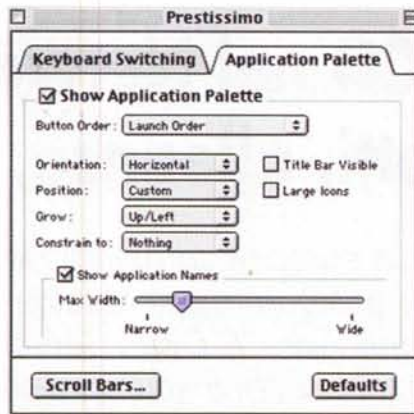 Prestissimo
Keyboard Switching Application Palette
Show Application Palette
Button Order: Launch Order
Orientation: Horizontal Title Bar Visible
Position: Custom Large Icons
Grow: Up/Left
Constrain to: Nothing
Show Application Names
Max Width:
Narrow Wide
Scroll Bars... Defaults